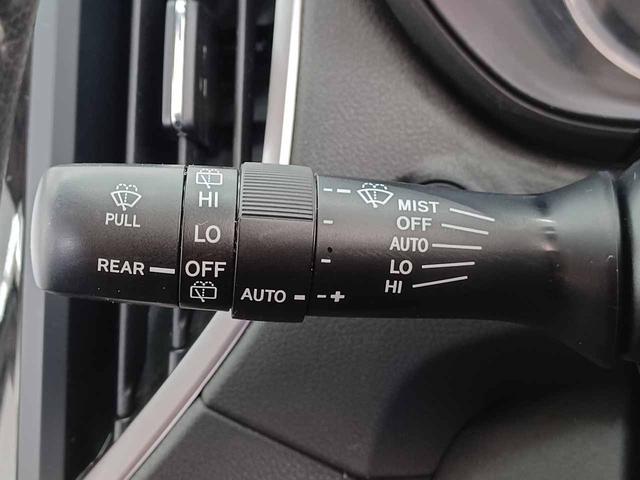 PULL
REAR
HI
LO
OFF
AUTO
- --
-
-
- +
MIST
OFF
AUTO
LO
HI